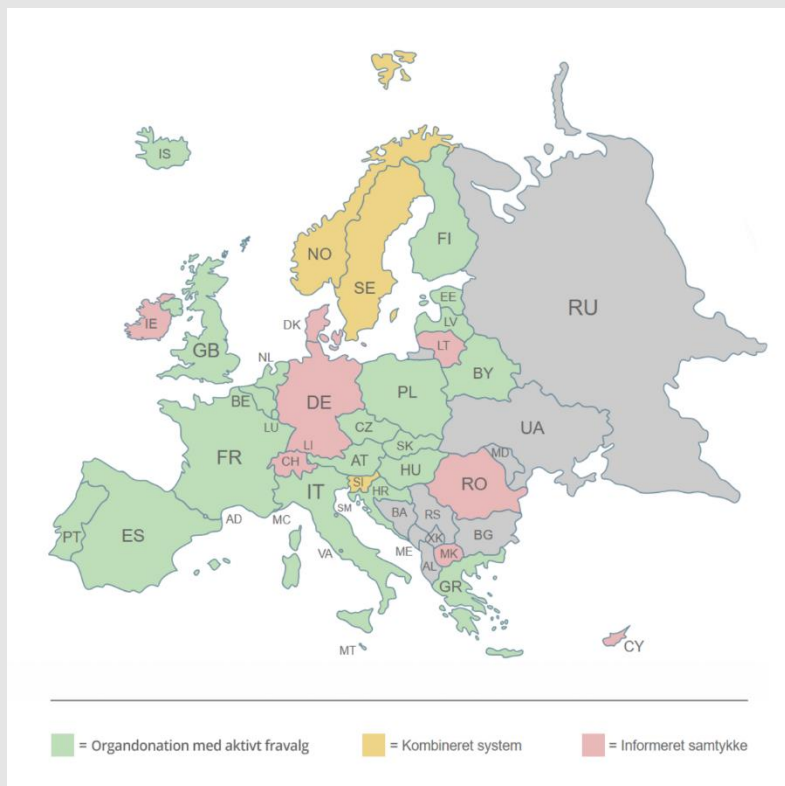 IS
NO
SE
FI
RU
EE
LV
LT
DK
IE
GB
NL
BY
BE
DE
PL
LU
CZ
UA
LI
SK
MD
FR
CH
AT
HU
RO
IT
SI
HR
SM
BA
RS
PT
ES
AD
MC
XK
BG
VA
ME
MK
AL
GR
MT
CY
= Organdonation med aktivt fravalg
= Kombineret system
= Informeret samtykke